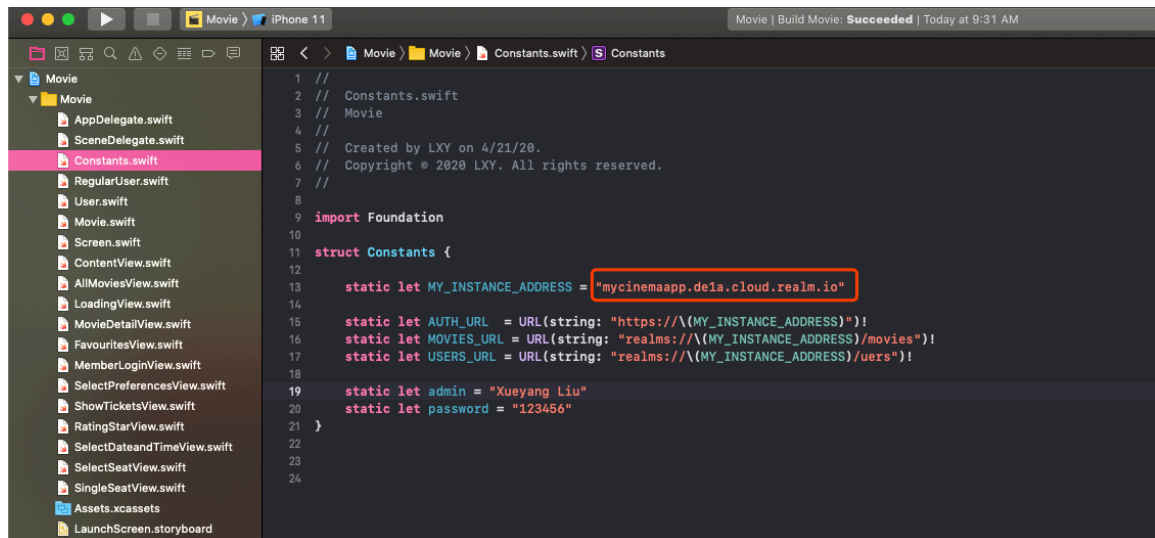 Movie 〉 iPhone 11
Movie | Build Movie: Succeeded | Today at 9:31 AM
Movie 〉 Movie 〉 Constants.swift 〉 S Constants
Movie
Movie
AppDelegate.swift
SceneDelegate.swift
Constants.swift
RegularUser.swift
User.swift
Movie.swift
Screen.swift
ContentView.swift
AllMoviesView.swift
LoadingView.swift
MovieDetailView.swift
FavouritesView.swift
MemberLoginView.swift
SelectPreferencesView.swift
ShowTicketsView.swift
RatingStarView.swift
SelectDateandTimeView.swift
SelectSeatView.swift
SingleSeatView.swift
Assets.xcassets
LaunchScreen.storyboard
1 //
2 // Constants.swift
3 // Movie
4 //
5 // Created by LXY on 4/21/20.
6 // Copyright © 2020 LXY. All rights reserved.
7 //
8
9 import Foundation
10
11 struct Constants {
12
13 static let MY_INSTANCE_ADDRESS = "mycinemaapp.de1a.cloud.realm.io"
14
15 static let AUTH_URL = URL(string: "https://\(MY_INSTANCE_ADDRESS)")!
16 static let MOVIES_URL = URL(string: "realms://\(MY_INSTANCE_ADDRESS)/movies")!
17 static let USERS_URL = URL(string: "realms://\(MY_INSTANCE_ADDRESS)/uers")!
18
19 static let admin = "Xueyang Liu"
20 static let password = "123456"
21 }
22
23
24